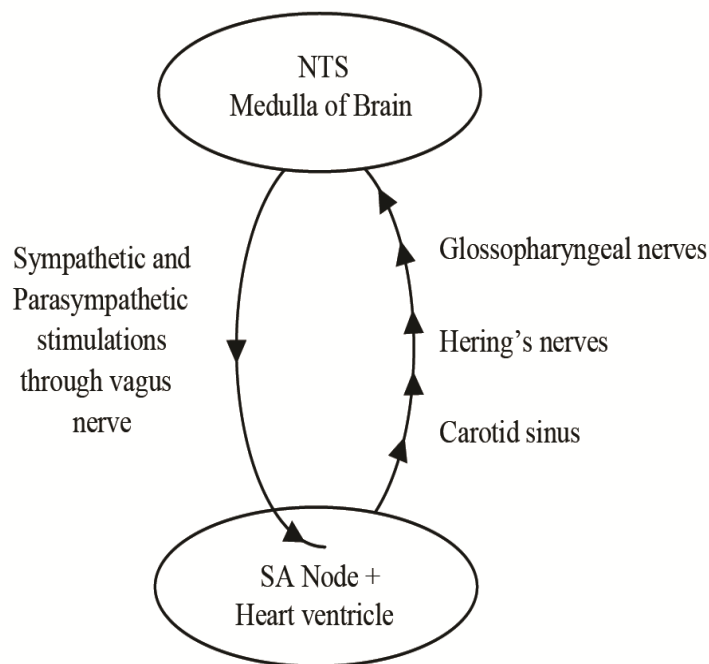 NTS
Medulla of Brain
Sympathetic and
Parasympathetic
stimulations
through vagus
nerve
Glossopharyngeal nerves
Hering’s nerves
Carotid sinus
SA Node +
Heart ventricle